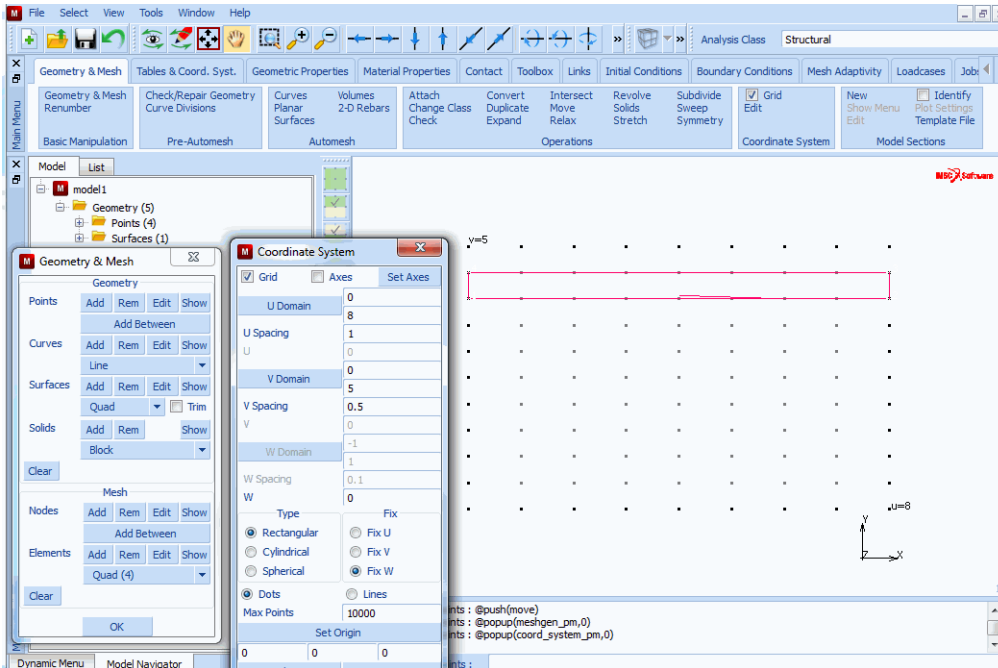 File Select View Tools Window Help
» » Analysis Class Structural
Geometry & Mesh Tables & Coord. Syst. Geometric Properties Material Properties Contact Toolbox Links Initial Conditions Boundary Conditions Mesh Adaptivity Loadcases Jobs
Main Menu
Geometry & Mesh Check/Repair Geometry Curves Volumes Attach Convert Intersect Revolve Subdivide Grid New Identify
Renumber Curve Divisions Planar 2-D Rebars Change Class Duplicate Move Solids Sweep Edit Show Menu Plot Settings
Surfaces Check Expand Relax Stretch Symmetry Edit Template File
Basic Manipulation Pre-Automesh Automesh Operations Coordinate System Model Sections
Model List
model1
Geometry (5)
Points (4)
Surfaces (1)
MSC Software
Geometry & Mesh
Geometry
Points Add Rem Edit Show
Add Between
Curves Add Rem Edit Show
Line
Surfaces Add Rem Edit Show
Quad Trim
Solids Add Rem Show
Block
Clear
Mesh
Nodes Add Rem Edit Show
Add Between
Elements Add Rem Edit Show
Quad (4)
Clear
OK
Coordinate System
Grid Axes Set Axes
U Domain 0
8
U Spacing 1
U 0
V Domain 0
5
V Spacing 0.5
V 0
W Domain -1
1
W Spacing 0.1
W 0
Type Fix
Rectangular Fix U
Cylindrical Fix V
Spherical Fix W
Dots Lines
Max Points 10000
Set Origin
0 0 0
v=5
u=8
Y
Z X
ints : @push(move)
ints : @popup(meshgen_pm,0)
ints : @popup(coord_system_pm,0)
ints :
Dynamic Menu Model Navigator